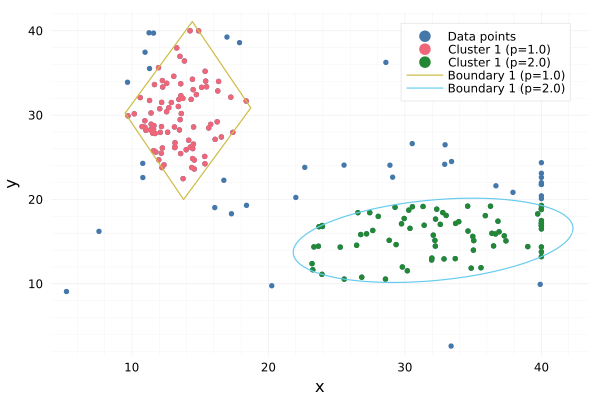 40
30
20
10
y
10
20
30
40
x
Data points
Cluster 1 (p=1.0)
Cluster 1 (p=2.0)
Boundary 1 (p=1.0)
Boundary 1 (p=2.0)